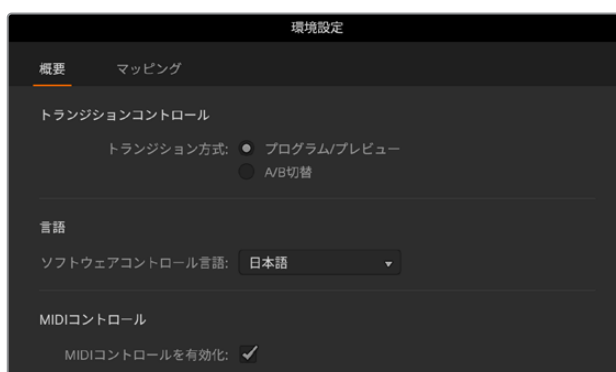 環境設定
概要 マッピング
トランジションコントロール
トランジション方式: プログラム/プレビュー
A/B切替
言語
ソフトウェアコントロール言語: 日本語
MIDIコントロール
MIDIコントロールを有効化: